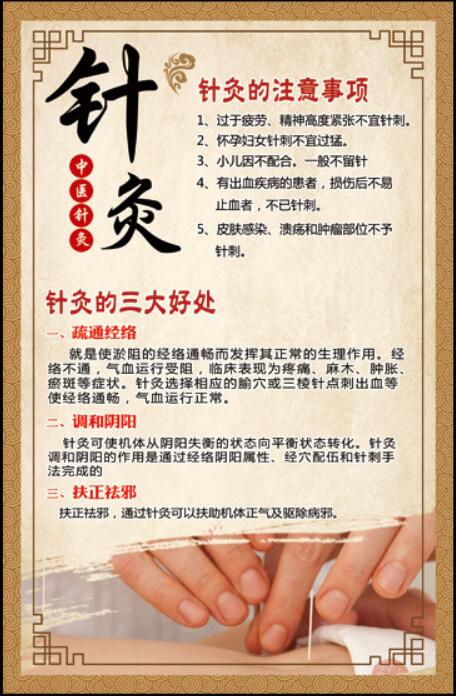 针灸
中医针灸
针灸的注意事项
1、过于疲劳、精神高度紧张不宜针刺。
2、怀孕妇女针刺不宜过猛。
3、小儿因不配合。一般不留针
4、有出血疾病的患者，损伤后不易
止血者，不已针刺。
5、皮肤感染、溃疡和肿瘤部位不予
针刺。
针灸的三大好处
一、疏通经络
就是使淤阻的经络通畅而发挥其正常的生理作用。经
络不通，气血运行受阻，临床表现为疼痛、麻木、肿胀、
瘀斑等症状。针灸选择相应的腧穴或三棱针点刺出血等
使经络通畅，气血运行正常。
二、调和阴阳
针灸可使机体从阴阳失衡的状态向平衡状态转化。针灸
调和阴阳的作用是通过经络阴阳属性、经穴配伍和针刺手
法完成的
三、扶正祛邪
扶正祛邪，通过针灸可以扶助机体正气及驱除病邪。